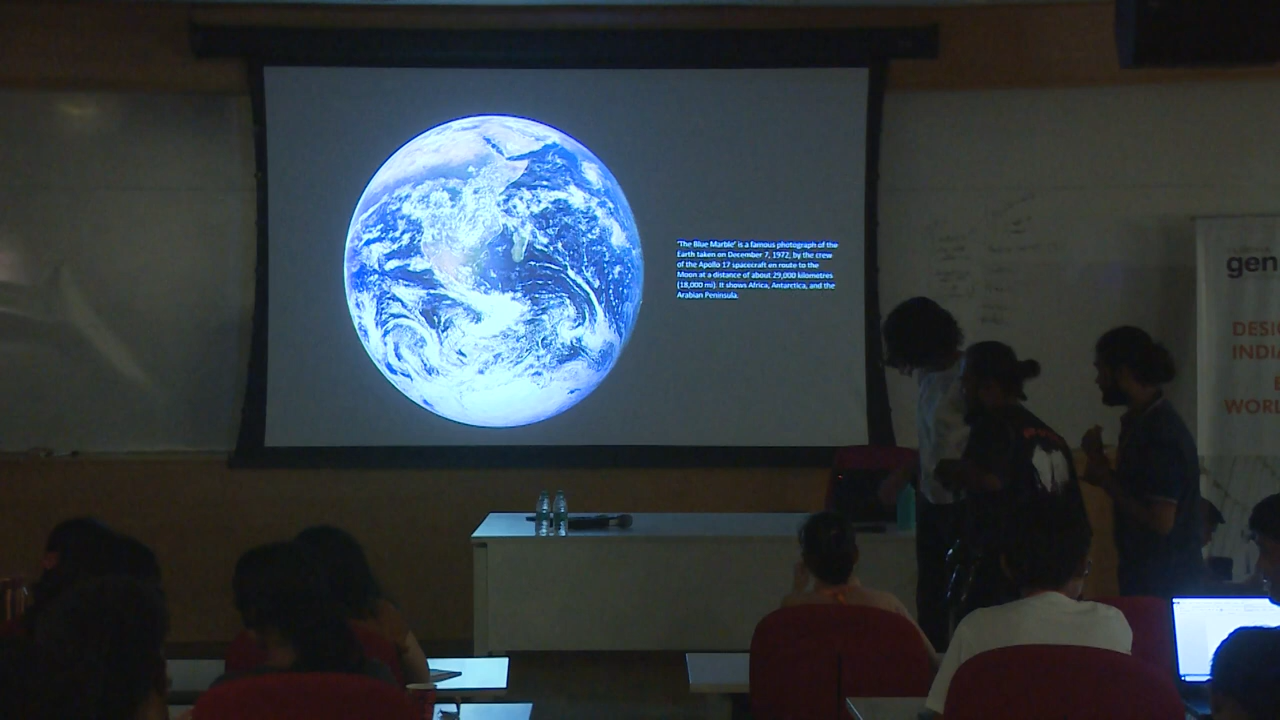 'The Blue Marble' is a famous photograph of the
Earth taken on December 7, 1972, by the crew
of the Apollo 17 spacecraft en route to the
Moon at a distance of about 29,000 kilometres
(18,000 mi). It shows Africa, Antarctica, and the
Arabian Peninsula.
gen
DESI
INDIA
WORL